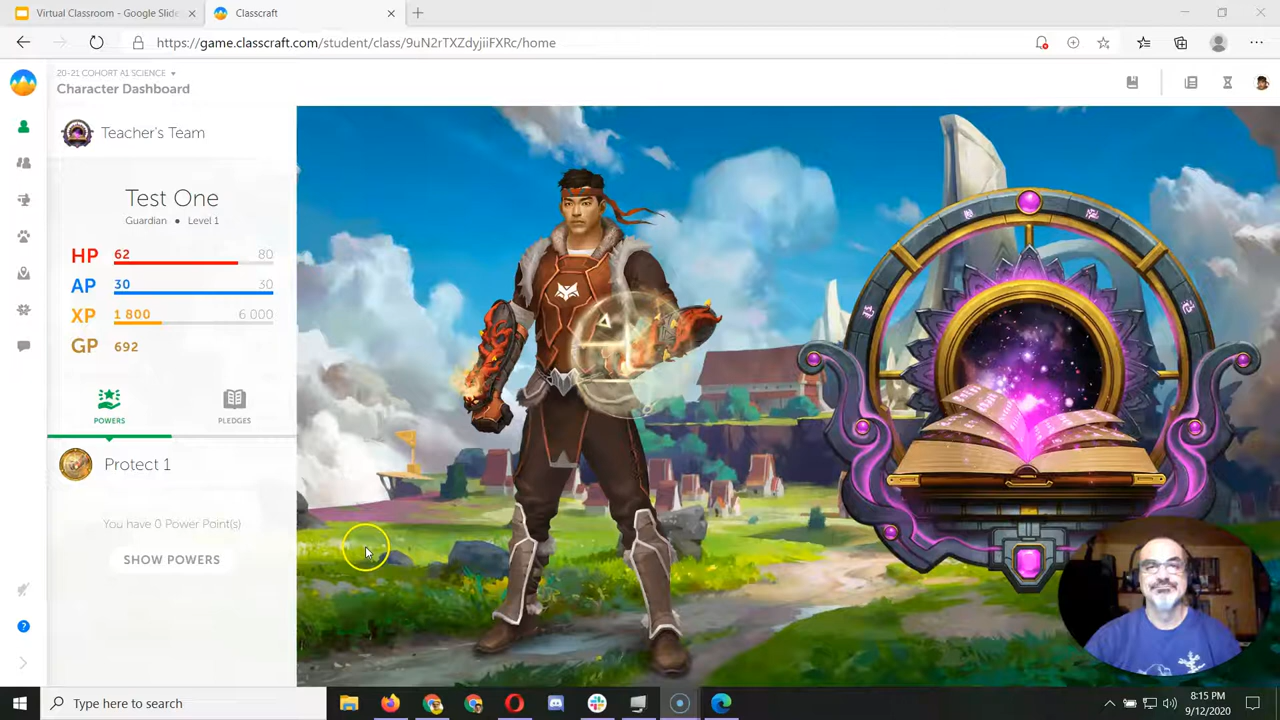 Virtual Classroom - Google Slide
Classcraft
https://game.classcraft.com/student/class/9uN2rTXZdyjiiFXRc/home
20-21 COHORT A1 SCIENCE
Character Dashboard
Teacher's Team
Test One
Guardian • Level 1
HP 62 80
AP 30 30
XP 1 800 6 000
GP 692
POWERS PLEDGES
Protect 1
You have 0 Power Point(s)
SHOW POWERS
Type here to search
8:15 PM
9/12/2020